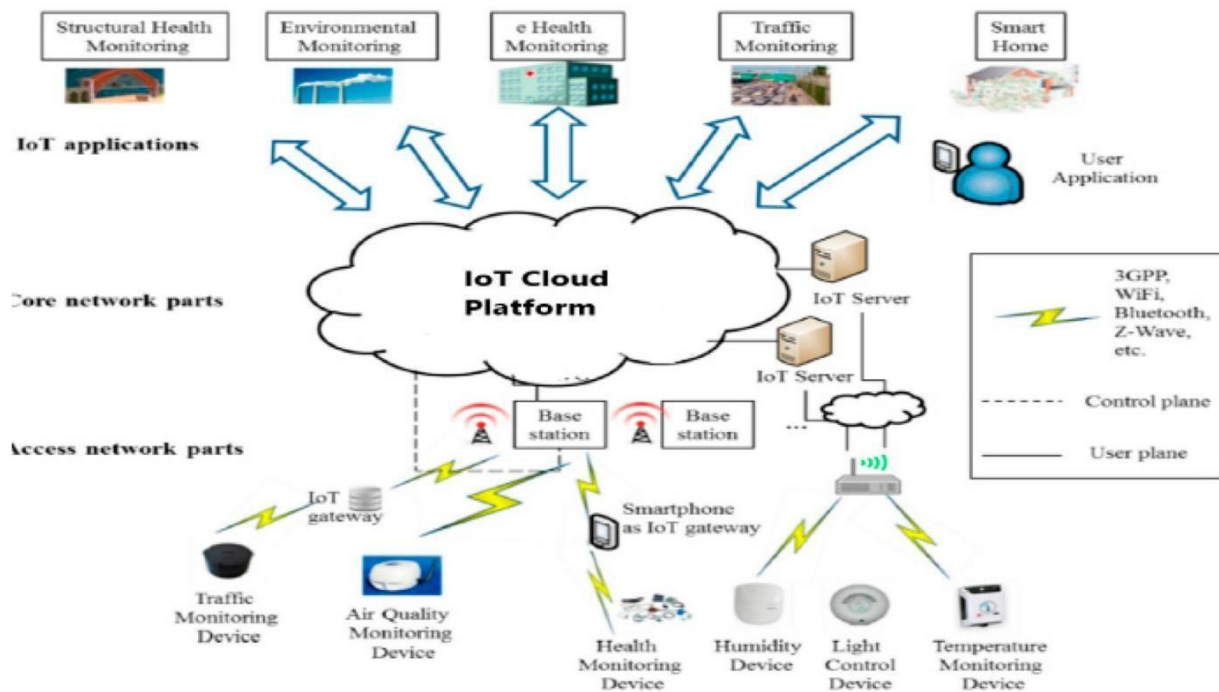 Structural Health
Monitoring
Environmental
Monitoring
e Health
Monitoring
Traffic
Monitoring
Smart
Home
IoT applications
User
Application
IoT Cloud
Platform
Core network parts
IoT Server
IoT Server
3GPP,
WiFi,
Bluetooth,
Z-Wave,
etc.
Control plane
User plane
...
...
Base
station
Base
station
Access network parts
IoT
gateway
Smartphone
as IoT gateway
Traffic
Monitoring
Device
Air Quality
Monitoring
Device
Health
Monitoring
Device
Humidity
Device
Light
Control
Device
Temperature
Monitoring
Device